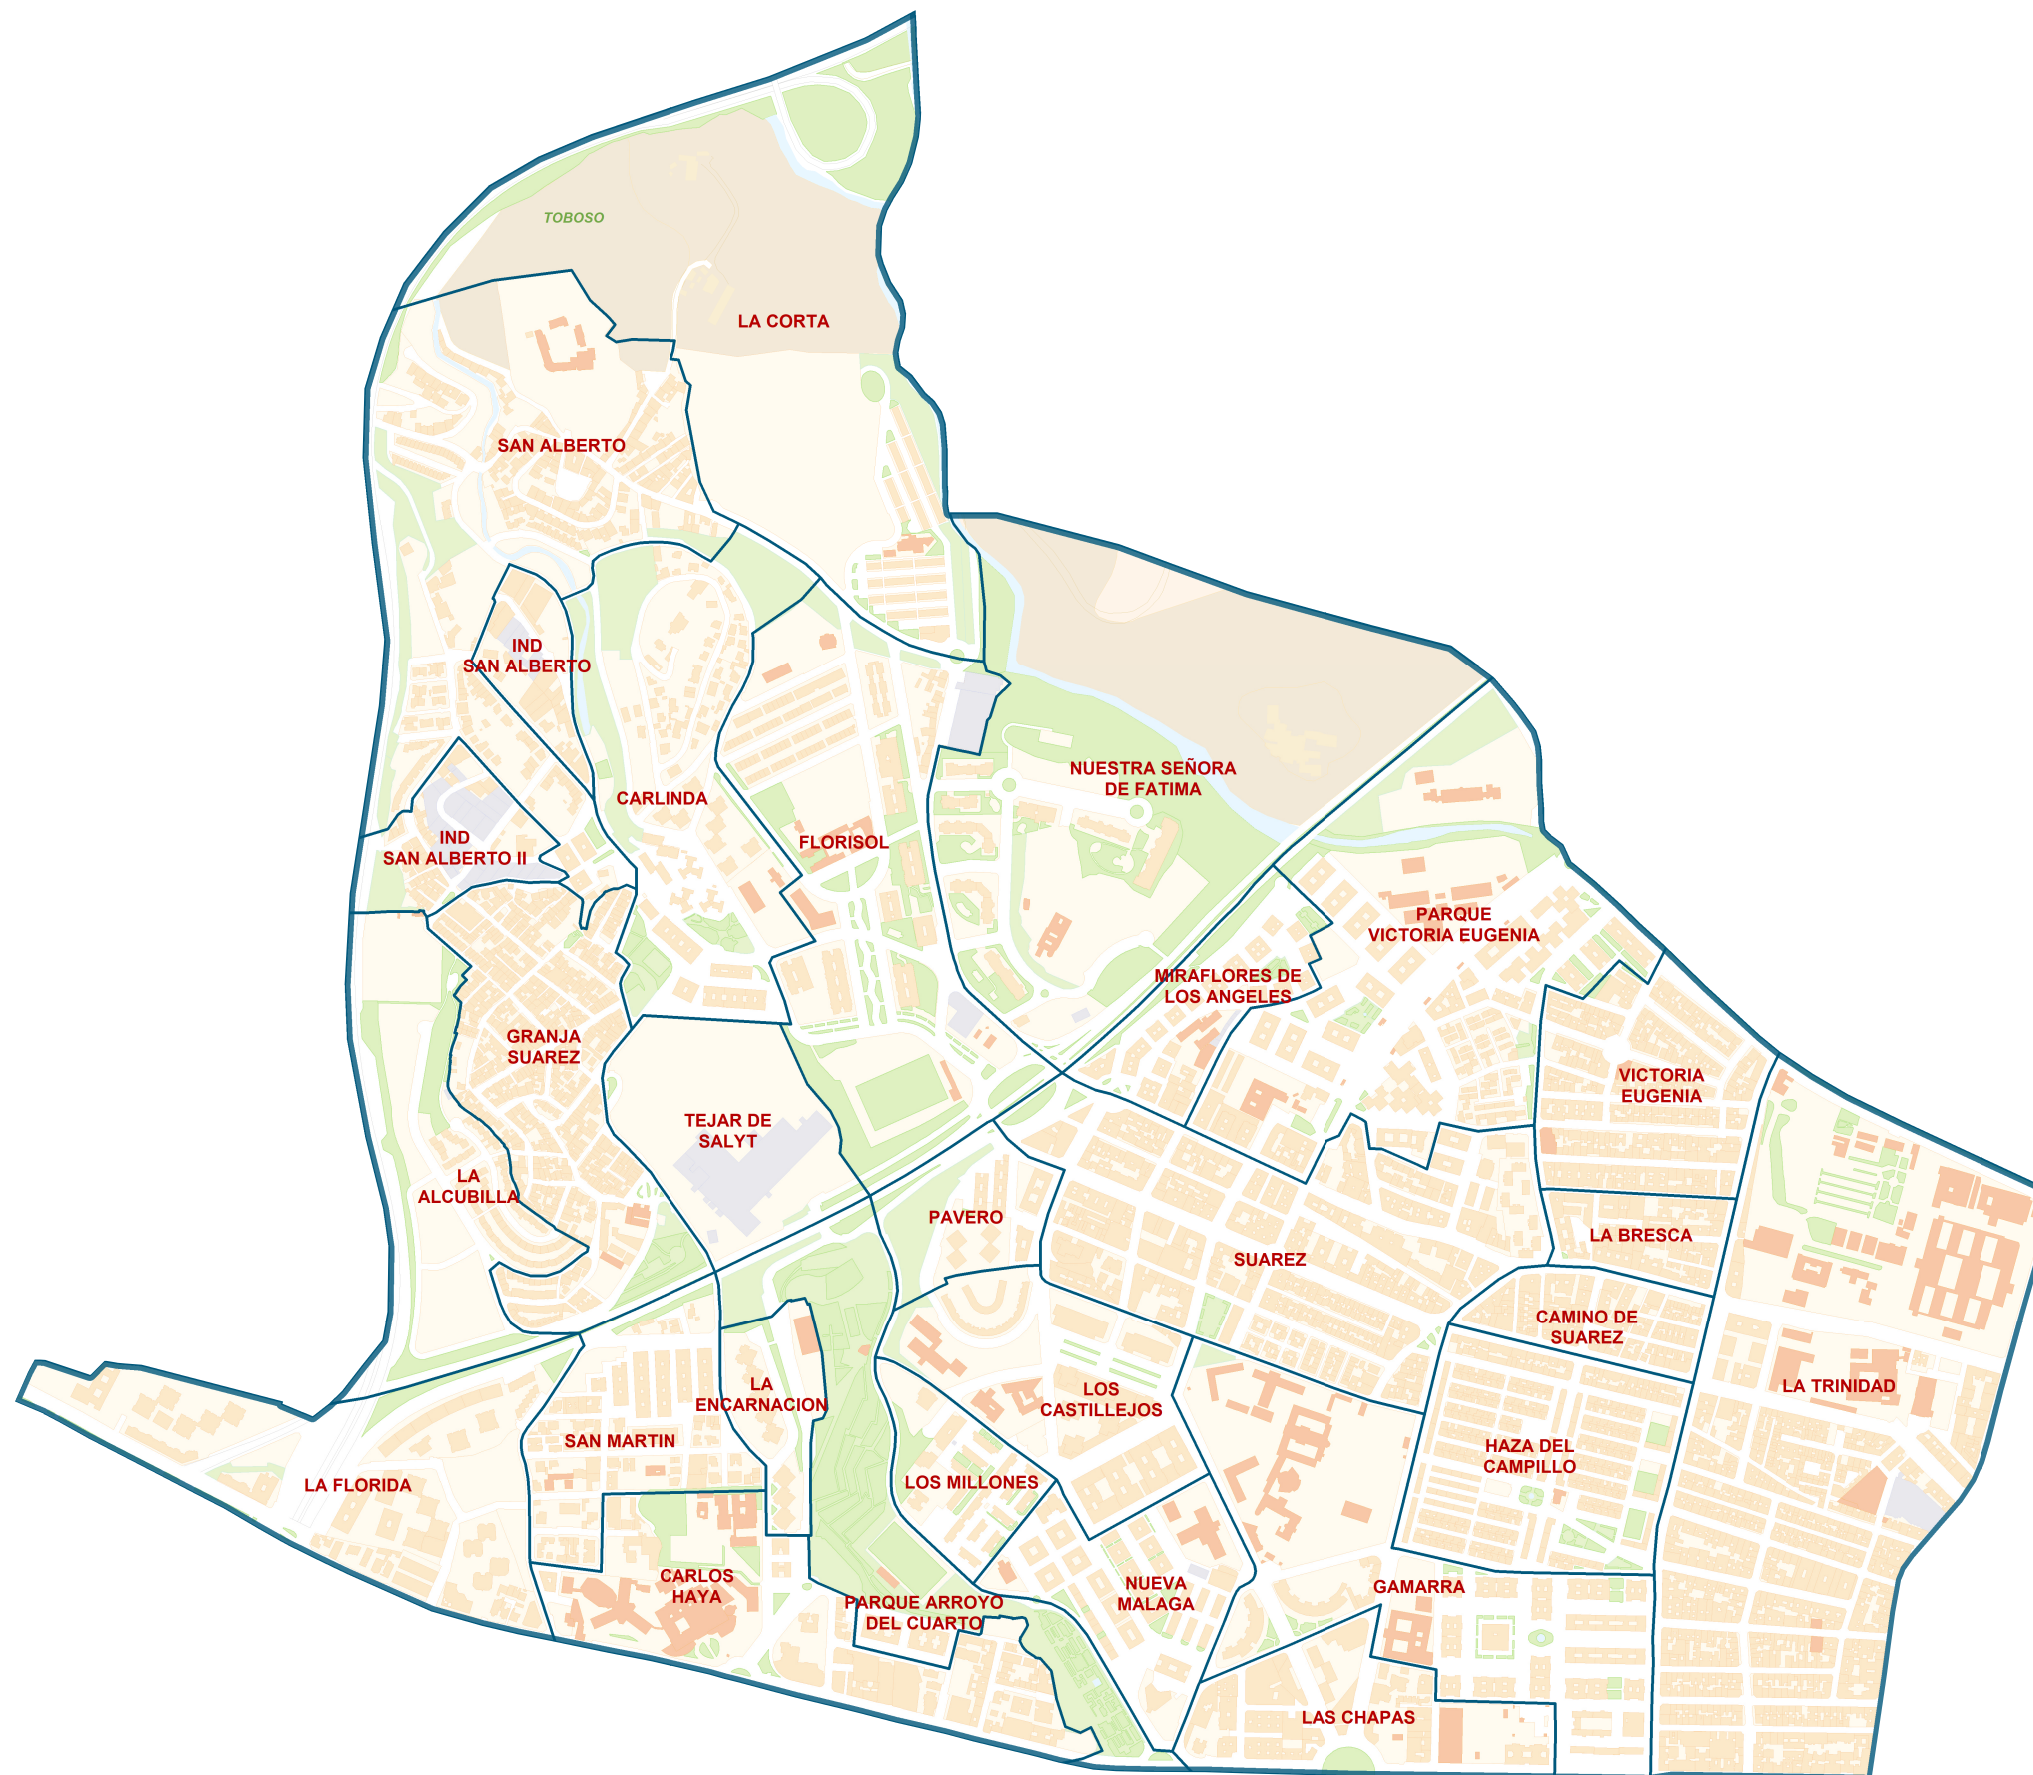 TOBOSO
LA CORTA
SAN ALBERTO
IND
SAN ALBERTO
NUESTRA SEÑORA
DE FATIMA
CARLINDA
IND
SAN ALBERTO II
FLORISOL
PARQUE
VICTORIA EUGENIA
MIRAFLORES DE
LOS ANGELES
GRANJA
SUAREZ
VICTORIA
EUGENIA
TEJAR DE
SALYT
LA
ALCUBILLA
PAVERO
SUAREZ
LA BRESCA
CAMINO DE
SUAREZ
LA
ENCARNACION
LOS
CASTILLEJOS
LA TRINIDAD
SAN MARTIN
HAZA DEL
CAMPILLO
LA FLORIDA
LOS MILLONES
CARLOS
HAYA
NUEVA
MALAGA
GAMARRA
PARQUE ARROYO
DEL CUARTO
LAS CHAPAS